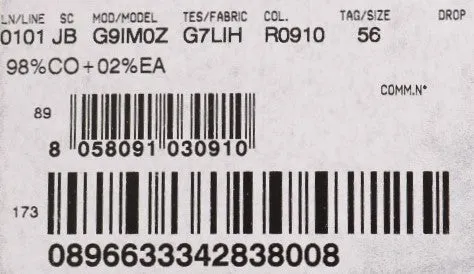 LN/LINE SC MOD/MODEL TES/FABRIC COL. TAG/SIZE DROP
0101 JB G9IM0Z G7LIH R0910 56
98%CO+02%EA
COMM.N°
89
8 058091 030910
173
0896633342838008